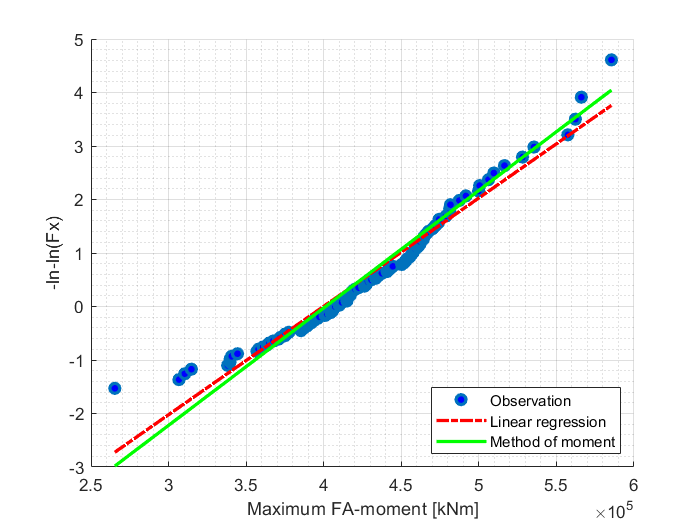 5
4
3
2
1
0
-1
-2
-3
-ln-ln(Fx)
Observation
Linear regression
Method of moment
2.5 3 3.5 4 4.5 5 5.5 6
Maximum FA-moment [kNm]
×10⁵